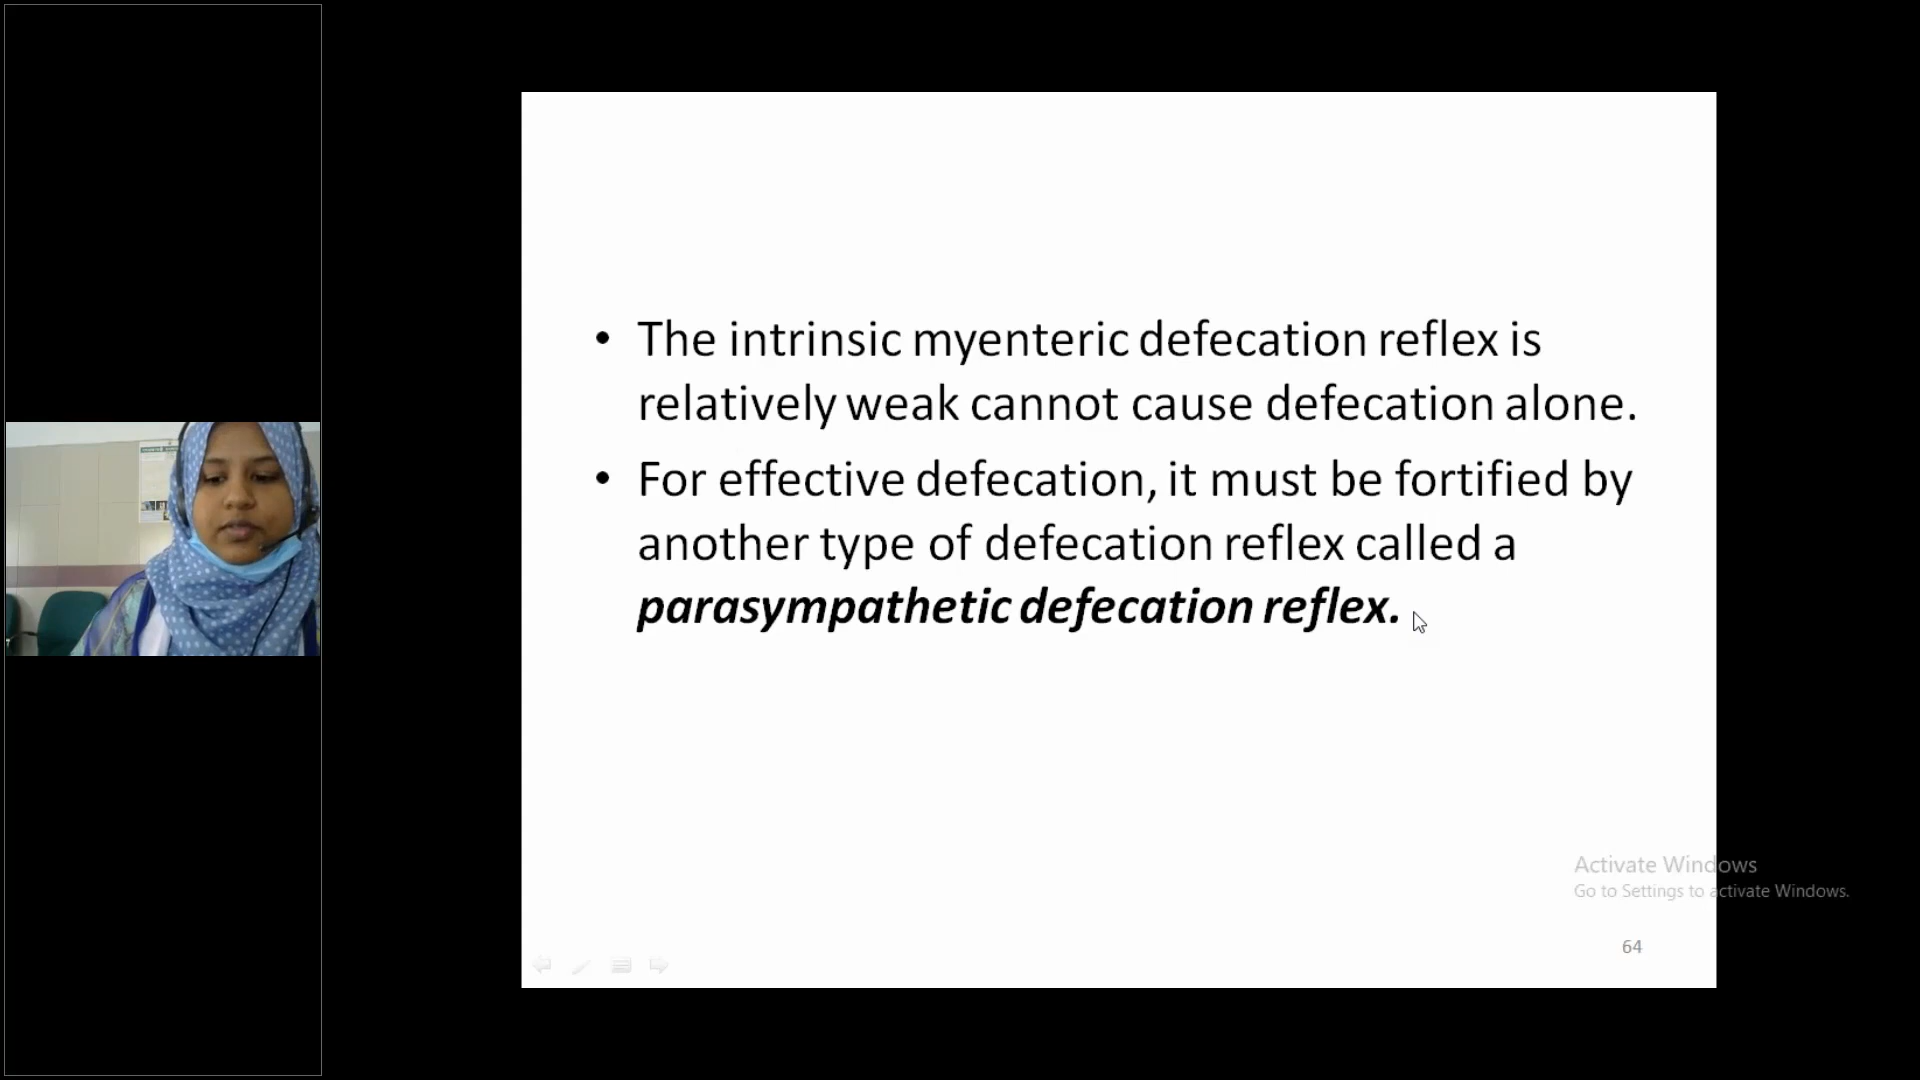 • The intrinsic myenteric defecation reflex is
relatively weak cannot cause defecation alone.
• For effective defecation, it must be fortified by
another type of defecation reflex called a
parasympathetic defecation reflex.
Activate Windows
Go to Settings to activate Windows.
64